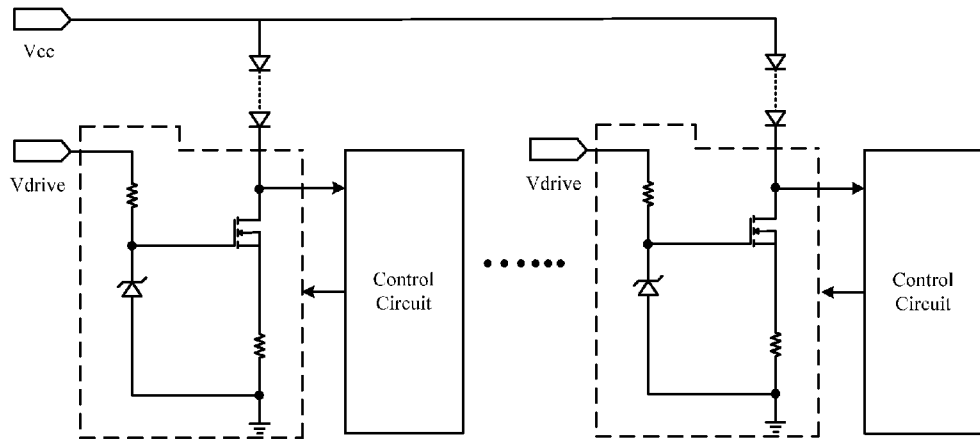 Vcc
Vdrive
Vdrive
Control
Circuit
Control
Circuit